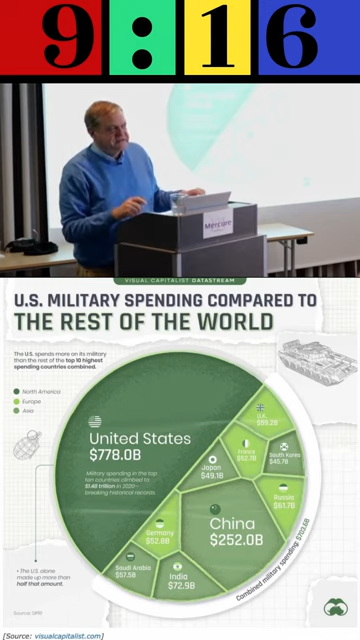 9:16
Mercure
VISUAL CAPITALIST DATASTREAM
U.S. MILITARY SPENDING COMPARED TO
THE REST OF THE WORLD
The U.S. spends more on its military
than the rest of the top 10 highest
spending countries combined.
North America
Europe
Asia
United States
$778.0B
Military spending in the top
ten countries climbed to
$1.48 trillion in 2020—
breaking historical records.
U.K.
$59.2B
France
$52.7B
South Korea
$45.7B
Japan
$49.1B
Russia
$61.7B
China
$252.0B
Germany
$52.8B
Saudi Arabia
$57.5B
India
$72.9B
Combined military spending: $703.6B
• The U.S. alone
made up more than
half that amount.
Source: SIPRI
[Source: visualcapitalist.com]